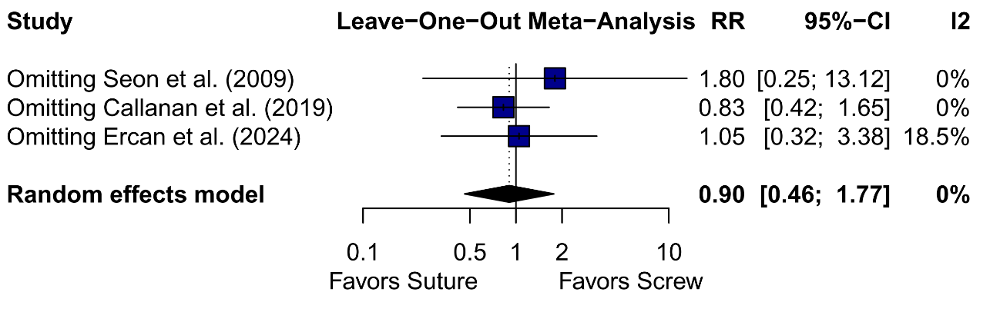 Study Leave−One−Out Meta−Analysis RR 95%−CI I2
Omitting Seon et al. (2009) 1.80 [0.25; 13.12] 0%
Omitting Callanan et al. (2019) 0.83 [0.42; 1.65] 0%
Omitting Ercan et al. (2024) 1.05 [0.32; 3.38] 18.5%
Random effects model 0.90 [0.46; 1.77] 0%
0.1 0.5 1 2 10
Favors Suture Favors Screw